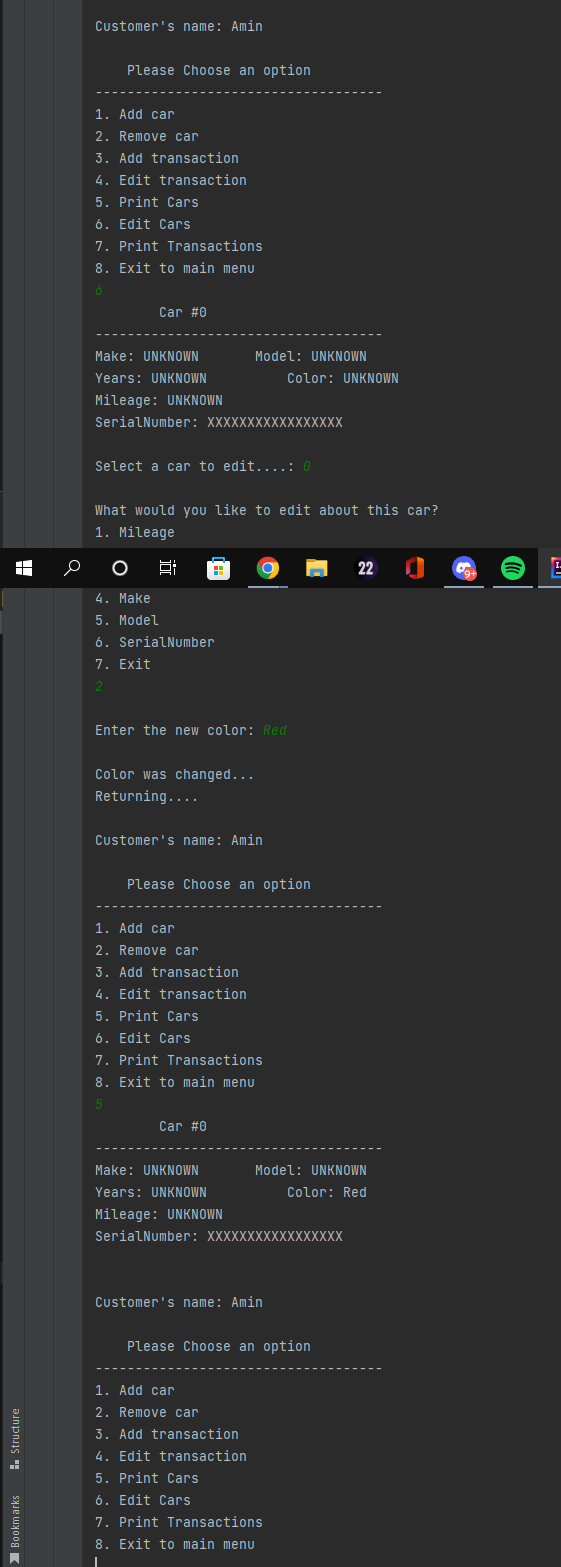 Customer's name: Amin
Please Choose an option
------------------------------------
1. Add car
2. Remove car
3. Add transaction
4. Edit transaction
5. Print Cars
6. Edit Cars
7. Print Transactions
8. Exit to main menu
6
Car #0
------------------------------------
Make: UNKNOWN Model: UNKNOWN
Years: UNKNOWN Color: UNKNOWN
Mileage: UNKNOWN
SerialNumber: XXXXXXXXXXXXXXXXX
Select a car to edit....: 0
What would you like to edit about this car?
1. Mileage
22 9+
4. Make
5. Model
6. SerialNumber
7. Exit
2
Enter the new color: Red
Color was changed...
Returning....
Customer's name: Amin
Please Choose an option
------------------------------------
1. Add car
2. Remove car
3. Add transaction
4. Edit transaction
5. Print Cars
6. Edit Cars
7. Print Transactions
8. Exit to main menu
5
Car #0
------------------------------------
Make: UNKNOWN Model: UNKNOWN
Years: UNKNOWN Color: Red
Mileage: UNKNOWN
SerialNumber: XXXXXXXXXXXXXXXXX
Customer's name: Amin
Please Choose an option
------------------------------------
1. Add car
2. Remove car
3. Add transaction
4. Edit transaction
5. Print Cars
6. Edit Cars
7. Print Transactions
8. Exit to main menu
Structure
Bookmarks